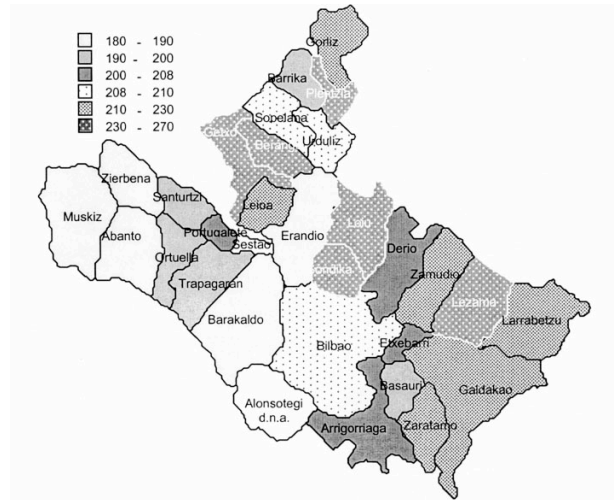 180 - 190
190 - 200
200 - 208
208 - 210
210 - 230
230 - 270
Gorliz
Barrika
Plentzia
Sopelana
Urduliz
Getxo
Berango
Zierbena
Santurtzi
Leioa
Muskiz
Abanto
Portugalete
Sestao
Erandio
Loiu
Derio
Ortuella
Sondika
Zamudio
Trapagaran
Lezama
Larrabetzu
Barakaldo
Bilbao
Etxebarri
Basauri
Galdakao
Alonsotegi
d.n.a.
Arrigorriaga
Zaratamo